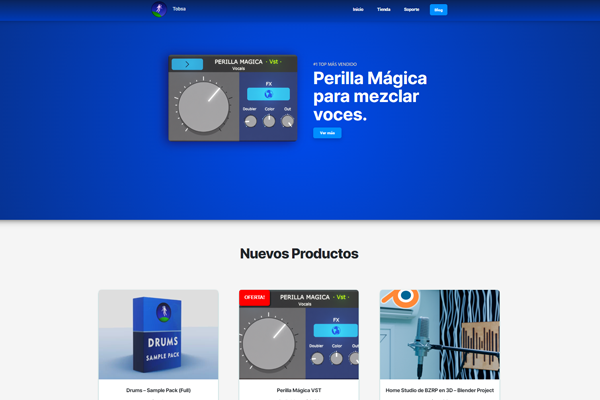 Tobxa
Inicio
Tienda
Soporte
Blog
PERILLA MAGICA · Vst ·
Vocals
FX
Doubler
Color
Out
#1 TOP MÁS VENDIDO
Perilla Mágica
para mezclar
voces.
Ver más
Nuevos Productos
DRUMS
SAMPLE PACK
Drums – Sample Pack (Full)
OFERTA!
PERILLA MAGICA · Vst ·
Vocals
FX
Doubler
Color
Out
Perilla Mágica VST
Home Studio de BZRP en 3D – Blender Project